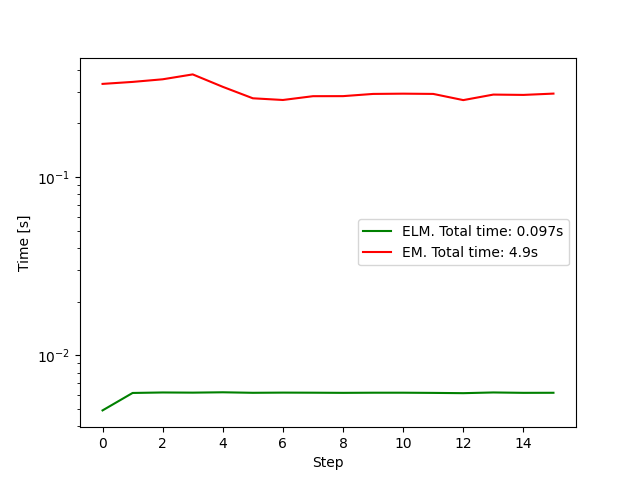 10⁻¹
10⁻²
Time [s]
ELM. Total time: 0.097s
EM. Total time: 4.9s
0 2 4 6 8 10 12 14
Step